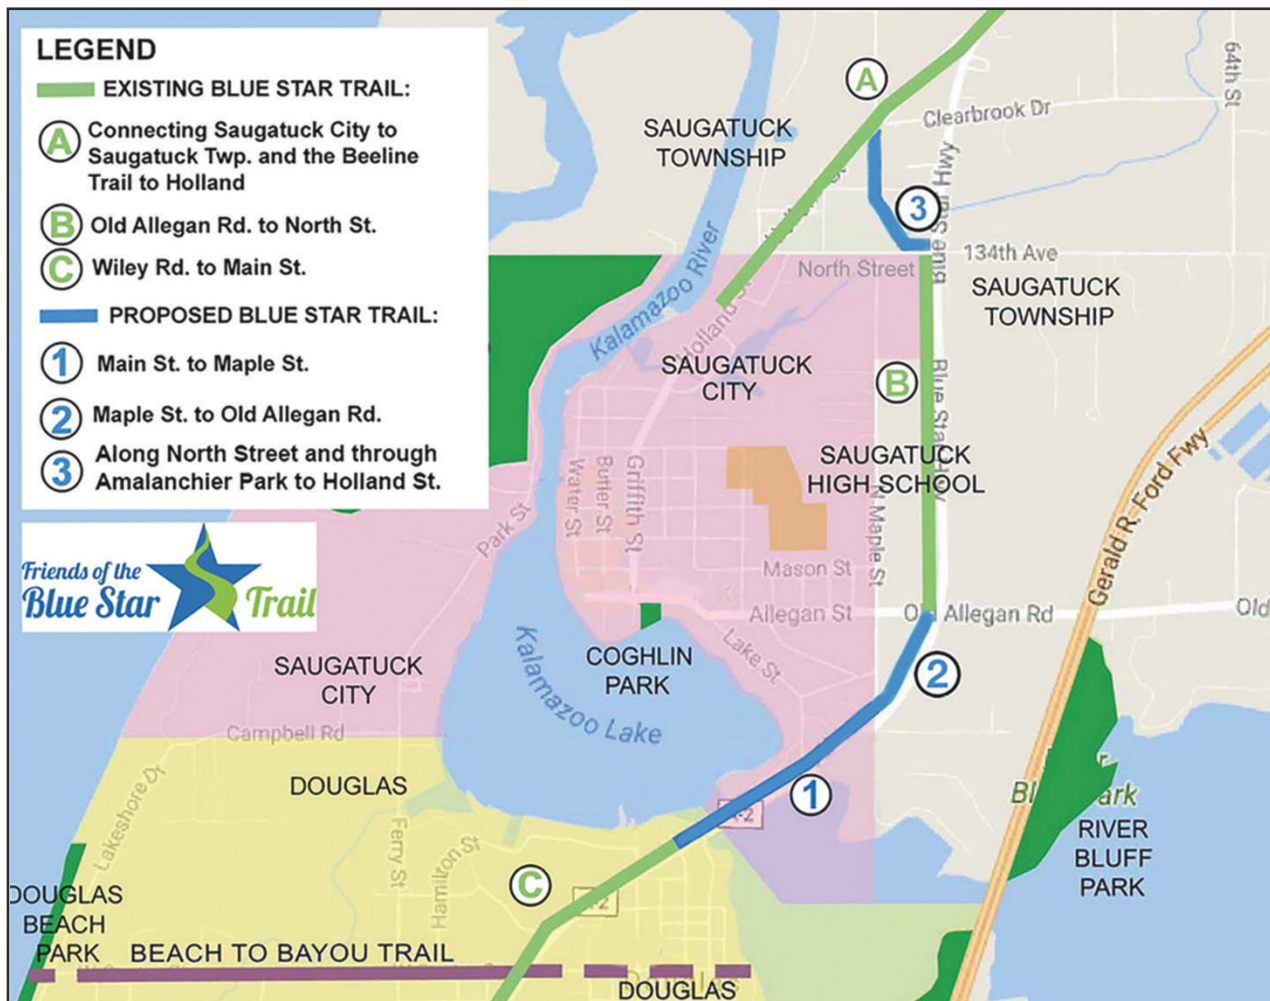 LEGEND
EXISTING BLUE STAR TRAIL:
A
Connecting Saugatuck City to
Saugatuck Twp. and the Beeline
Trail to Holland
B
Old Allegan Rd. to North St.
C
Wiley Rd. to Main St.
PROPOSED BLUE STAR TRAIL:
1
Main St. to Maple St.
2
Maple St. to Old Allegan Rd.
3
Along North Street and through
Amalanchier Park to Holland St.
Friends of the
Blue Star Trail
A
64th St
Clearbrook Dr
SAUGATUCK
TOWNSHIP
Blue Star Hwy
3
134th Ave
North Street
Kalamazoo River
SAUGATUCK
TOWNSHIP
Holland St
SAUGATUCK
CITY
B
Blue Sta
SAUGATUCK
HIGH SCHOOL
Gerald R. Ford Fwy
Water St
Butler St
Griffith St
N Maple St
Park St
Mason St
Allegan St
Allegan Rd
Old
Lake St
COGHLIN
PARK
2
SAUGATUCK
CITY
Kalamazoo Lake
Campbell Rd
DOUGLAS
1
Lakeshore Dr
Ferry St
Hamilton St
RIVER
BLUFF
PARK
C
DOUGLAS
BEACH
PARK
BEACH TO BAYOU TRAIL
DOUGLAS